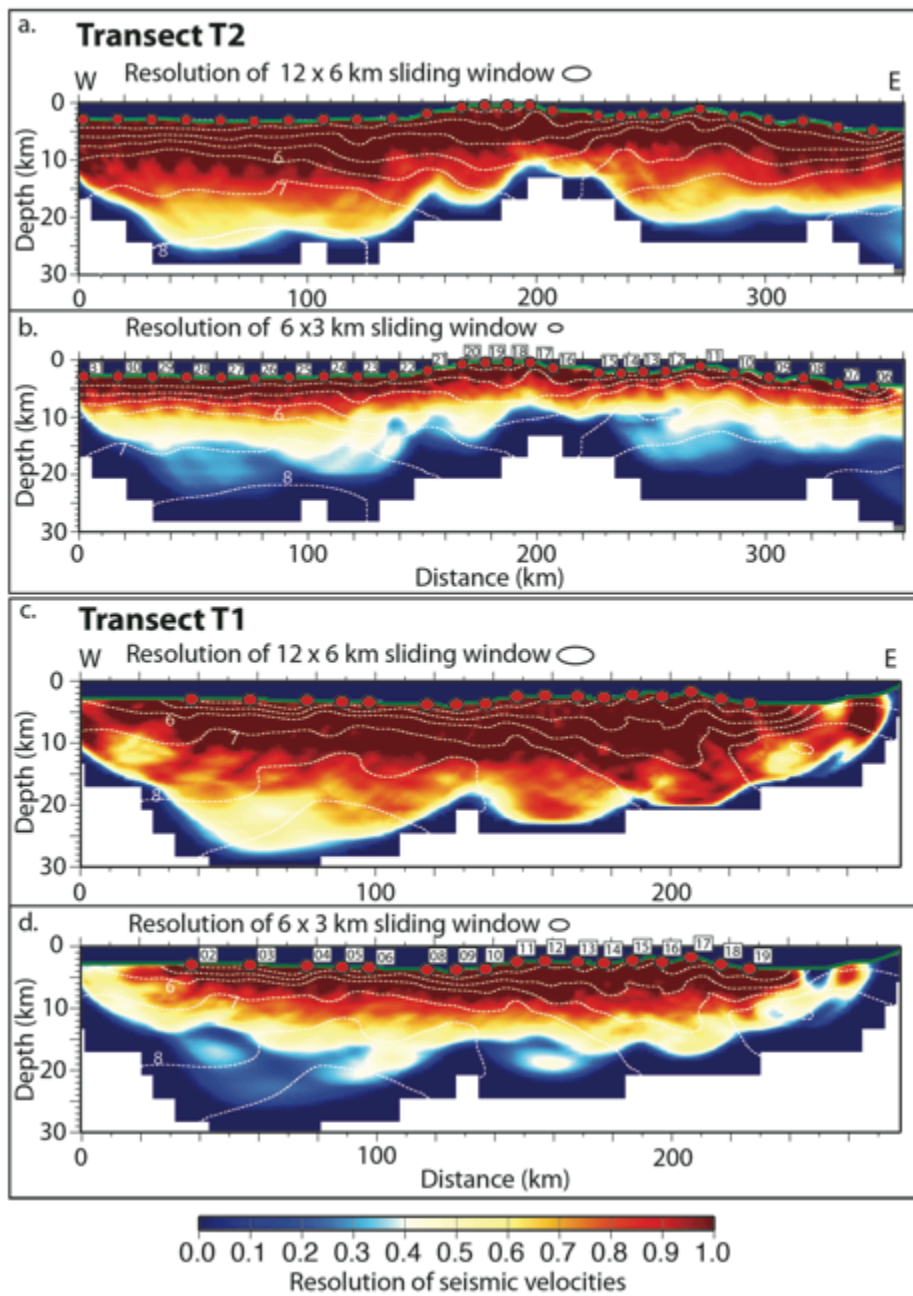 a.
Transect T2
W Resolution of 12 x 6 km sliding window E
0
10
20
30
Depth (km)
6
7
8
0 100 200 300
b.
Resolution of 6 x3 km sliding window
0
10
20
30
Depth (km)
31 30 29 28 27 26 25 24 23 22 21 20 19 18 17 16 15 14 13 12 11 10 09 08 07 06
6
7
8
0 100 200 300
Distance (km)
c.
Transect T1
W Resolution of 12 x 6 km sliding window E
0
10
20
30
Depth (km)
6
7
8
0 100 200
d.
Resolution of 6 x 3 km sliding window
0
10
20
30
Depth (km)
02 03 04 05 06 08 09 10 11 12 13 14 15 16 17 18 19
6
7
8
0 100 200
Distance (km)
0.0 0.1 0.2 0.3 0.4 0.5 0.6 0.7 0.8 0.9 1.0
Resolution of seismic velocities